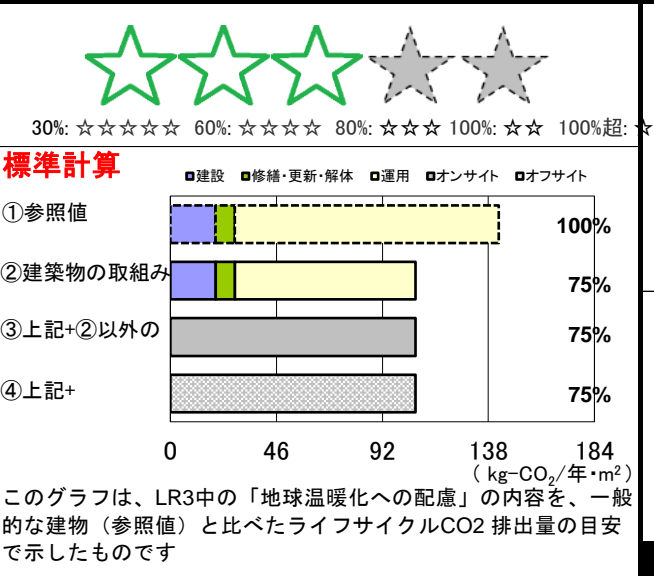 30%: ☆☆☆☆☆ 60%: ☆☆☆☆ 80%: ☆☆☆ 100%: ☆☆ 100%超: ☆
標準計算
建設 修繕・更新・解体 運用 オンサイト オフサイト
①参照値 100%
②建築物の取組み 75%
③上記+②以外の 75%
④上記+ 75%
0 46 92 138 184
( kg-CO₂/年・m²)
このグラフは、LR3中の「地球温暖化への配慮」の内容を、一般
的な建物（参照値）と比べたライフサイクルCO2 排出量の目安
で示したものです